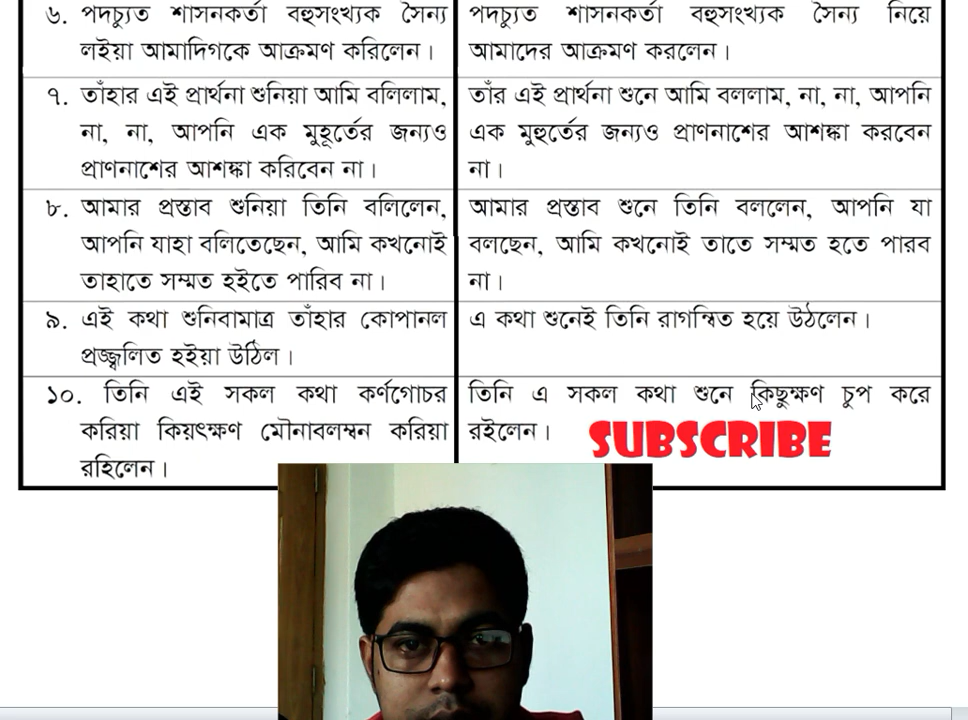 ৬. পদচ্যুত শাসনকর্তা বহুসংখ্যক সৈন্য
লইয়া আমাদিগকে আক্রমণ করিলেন।
৭. তাঁহার এই প্রার্থনা শুনিয়া আমি বলিলাম,
না, না, আপনি এক মুহূর্তের জন্যও
প্রাণনাশের আশঙ্কা করিবেন না।
৮. আমার প্রস্তাব শুনিয়া তিনি বলিলেন,
আপনি যাহা বলিতেছেন, আমি কখনোই
তাহাতে সম্মত হইতে পারিব না।
৯. এই কথা শুনিবামাত্র তাঁহার কোপানল
প্রজ্জ্বলিত হইয়া উঠিল।
১০. তিনি এই সকল কথা কর্ণগোচর
করিয়া কিয়ৎক্ষণ মৌনাবলম্বন করিয়া
রহিলেন।
পদচ্যুত শাসনকর্তা বহুসংখ্যক সৈন্য নিয়ে
আমাদের আক্রমণ করলেন।
তাঁর এই প্রার্থনা শুনে আমি বললাম, না, না, আপনি
এক মুহুর্তের জন্যও প্রাণনাশের আশঙ্কা করবেন
না।
আমার প্রস্তাব শুনে তিনি বললেন, আপনি যা
বলছেন, আমি কখনোই তাতে সম্মত হতে পারব
না।
এ কথা শুনেই তিনি রাগন্বিত হয়ে উঠলেন।
তিনি এ সকল কথা শুনে কিছুক্ষণ চুপ করে
রইলেন।
SUBSCRIBE